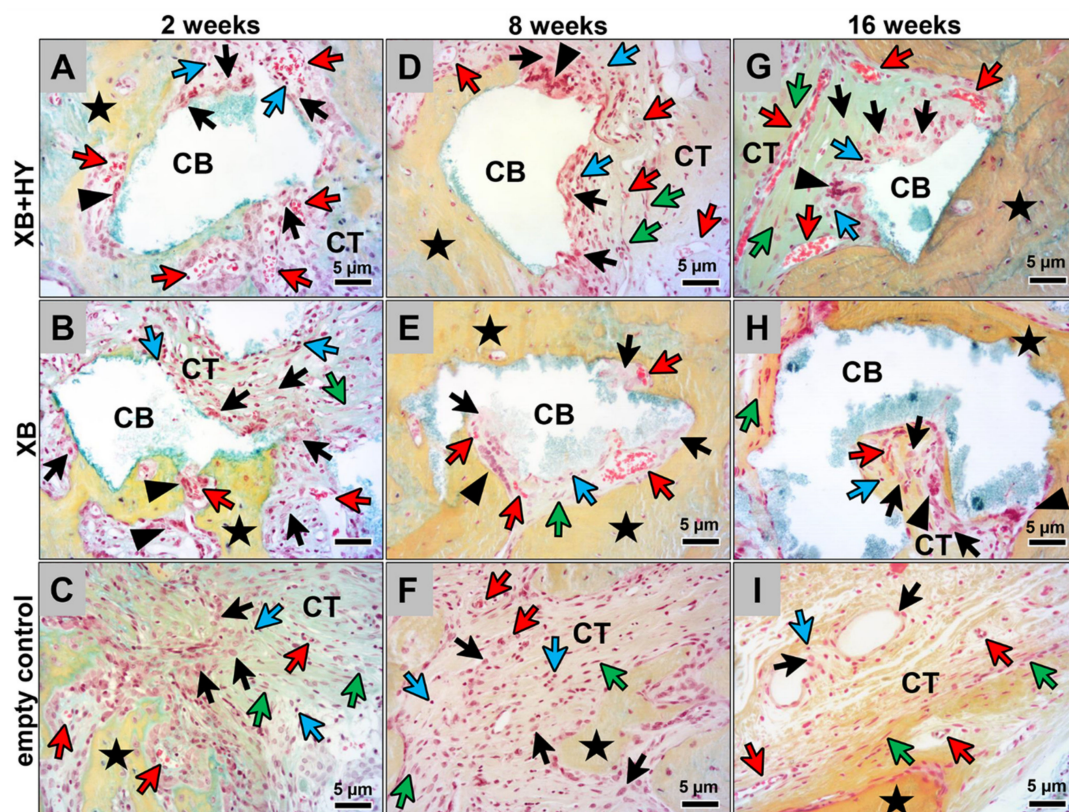 2 weeks 8 weeks 16 weeks
XB+HY
A
CB
CT
5 µm
D
CB
CT
5 µm
G
CT
CB
5 µm
XB
B
CT
CB
E
CB
5 µm
H
CB
CT
5 µm
empty control
C
CT
5 µm
F
CT
5 µm
I
CT
5 µm